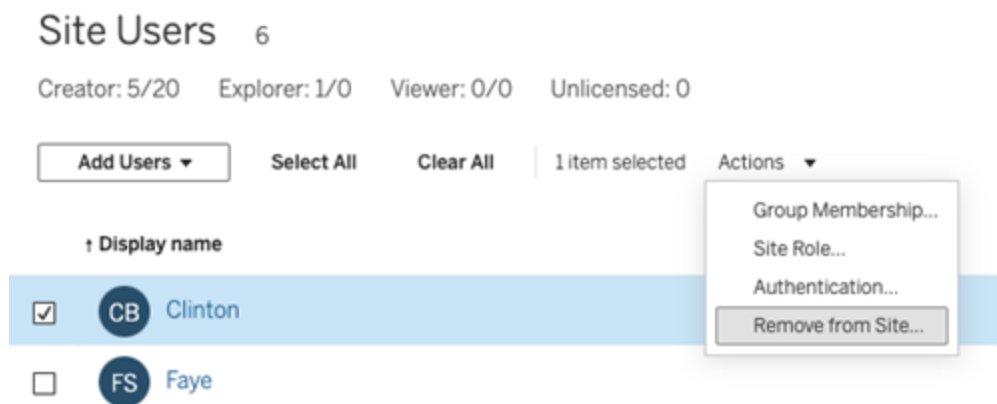 Site Users 6
Creator: 5/20 Explorer: 1/0 Viewer: 0/0 Unlicensed: 0
Add Users Select All Clear All 1 item selected Actions
Group Membership...
↑ Display name
Site Role...
Authentication...
CB Clinton
Remove from Site...
FS Faye